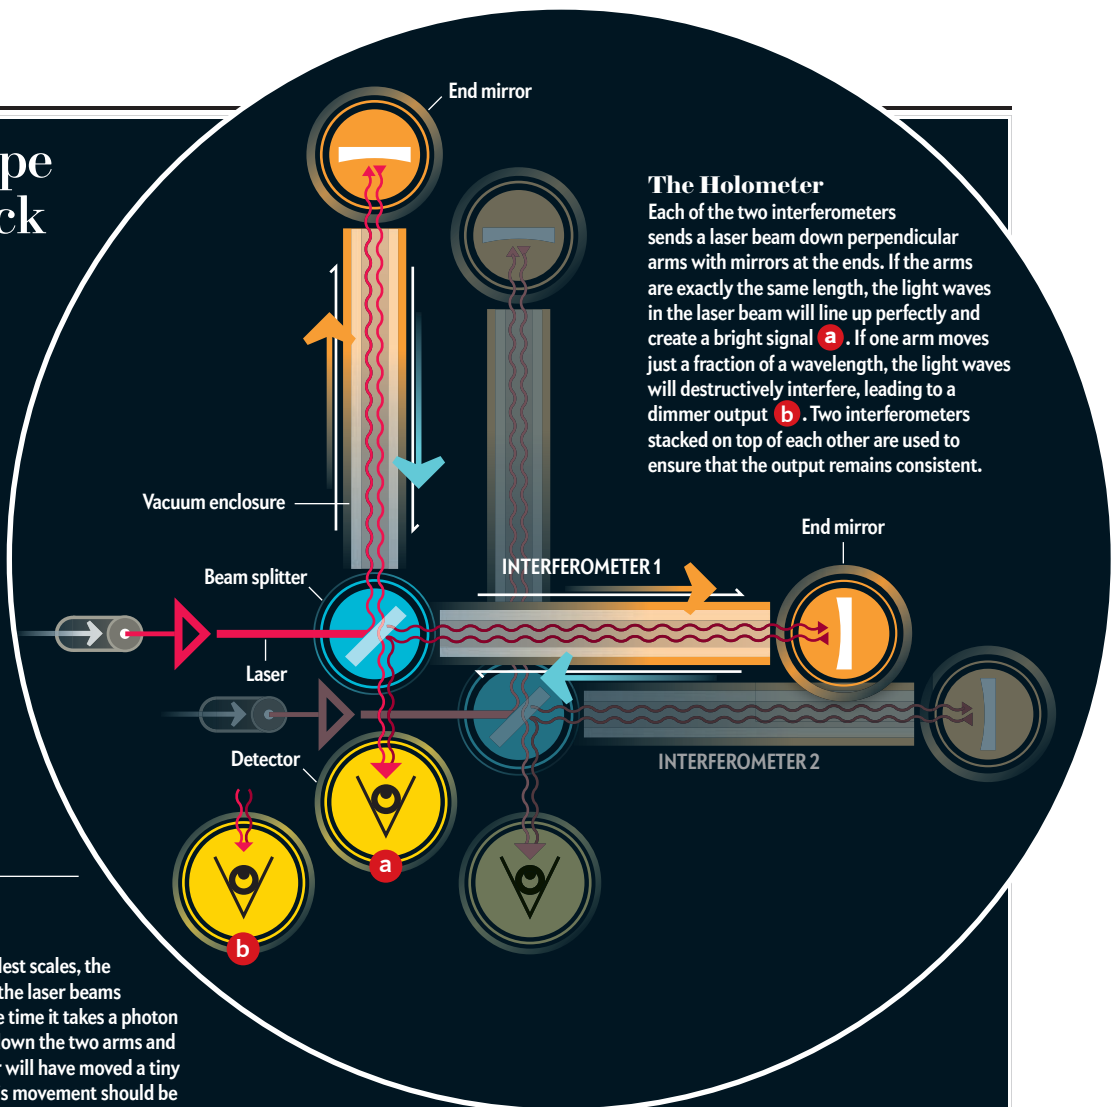 pe
ck
End mirror
The Holometer
Each of the two interferometers
sends a laser beam down perpendicular
arms with mirrors at the ends. If the arms
are exactly the same length, the light waves
in the laser beam will line up perfectly and
create a bright signal a. If one arm moves
just a fraction of a wavelength, the light waves
will destructively interfere, leading to a
dimmer output b. Two interferometers
stacked on top of each other are used to
ensure that the output remains consistent.
Vacuum enclosure
End mirror
INTERFEROMETER 1
Beam splitter
Laser
Detector
INTERFEROMETER 2
a
b
lest scales, the
the laser beams
e time it takes a photon
down the two arms and
r will have moved a tiny
s movement should be